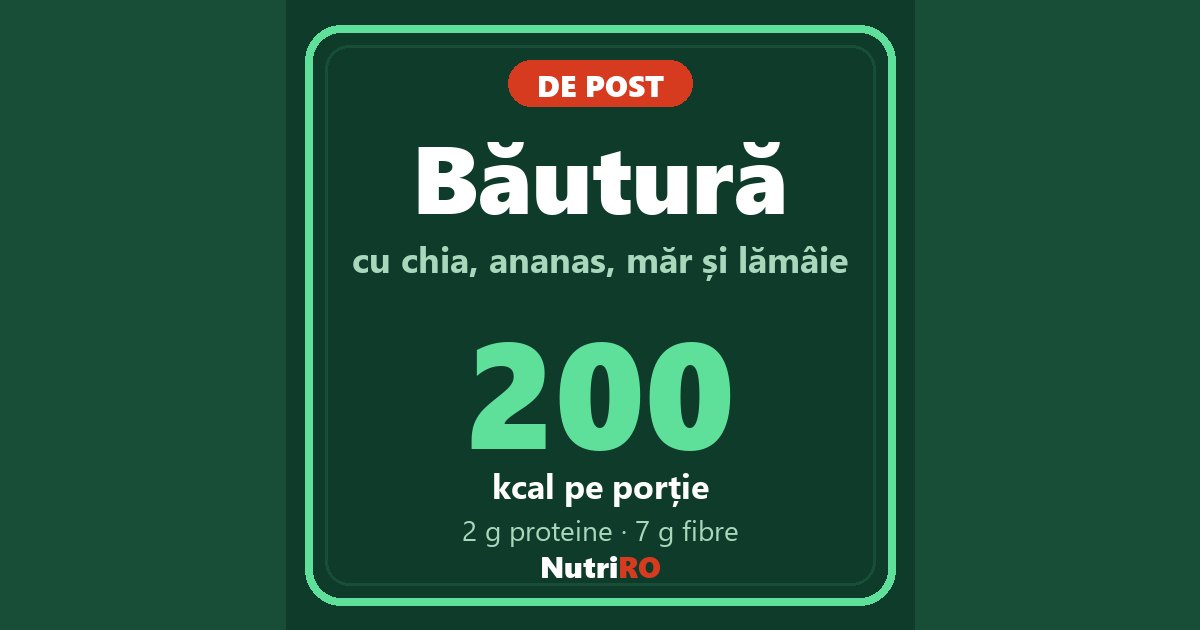 DE POST
Băutură
cu chia, ananas, măr și lămâie
200
kcal pe porție
2 g proteine · 7 g fibre
NutriRO